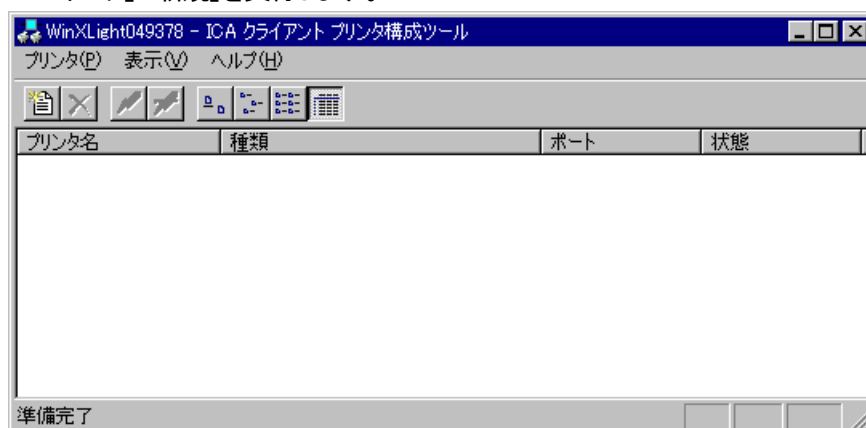 WinXLight049378 - ICA クライアント プリンタ構成ツール
プリンタ(P) 表示(V) ヘルプ(H)
プリンタ名 種類 ポート 状態
準備完了